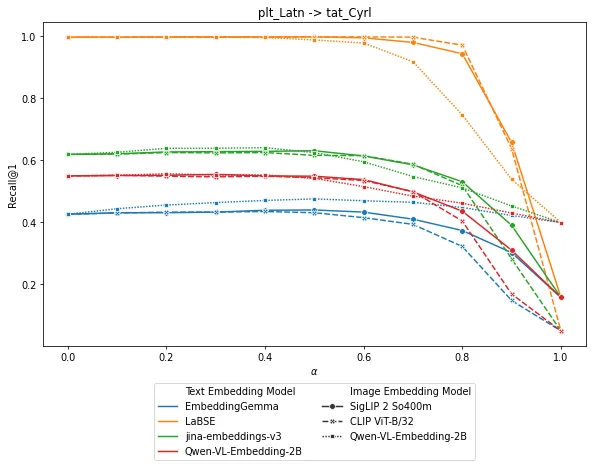 plt_Latn -> tat_Cyrl
Recall@1
1.0
0.8
0.6
0.4
0.2
0.0 0.2 0.4 0.6 0.8 1.0
α
Text Embedding Model
EmbeddingGemma
LaBSE
jina-embeddings-v3
Qwen-VL-Embedding-2B
Image Embedding Model
SigLIP 2 So400m
CLIP ViT-B/32
Qwen-VL-Embedding-2B